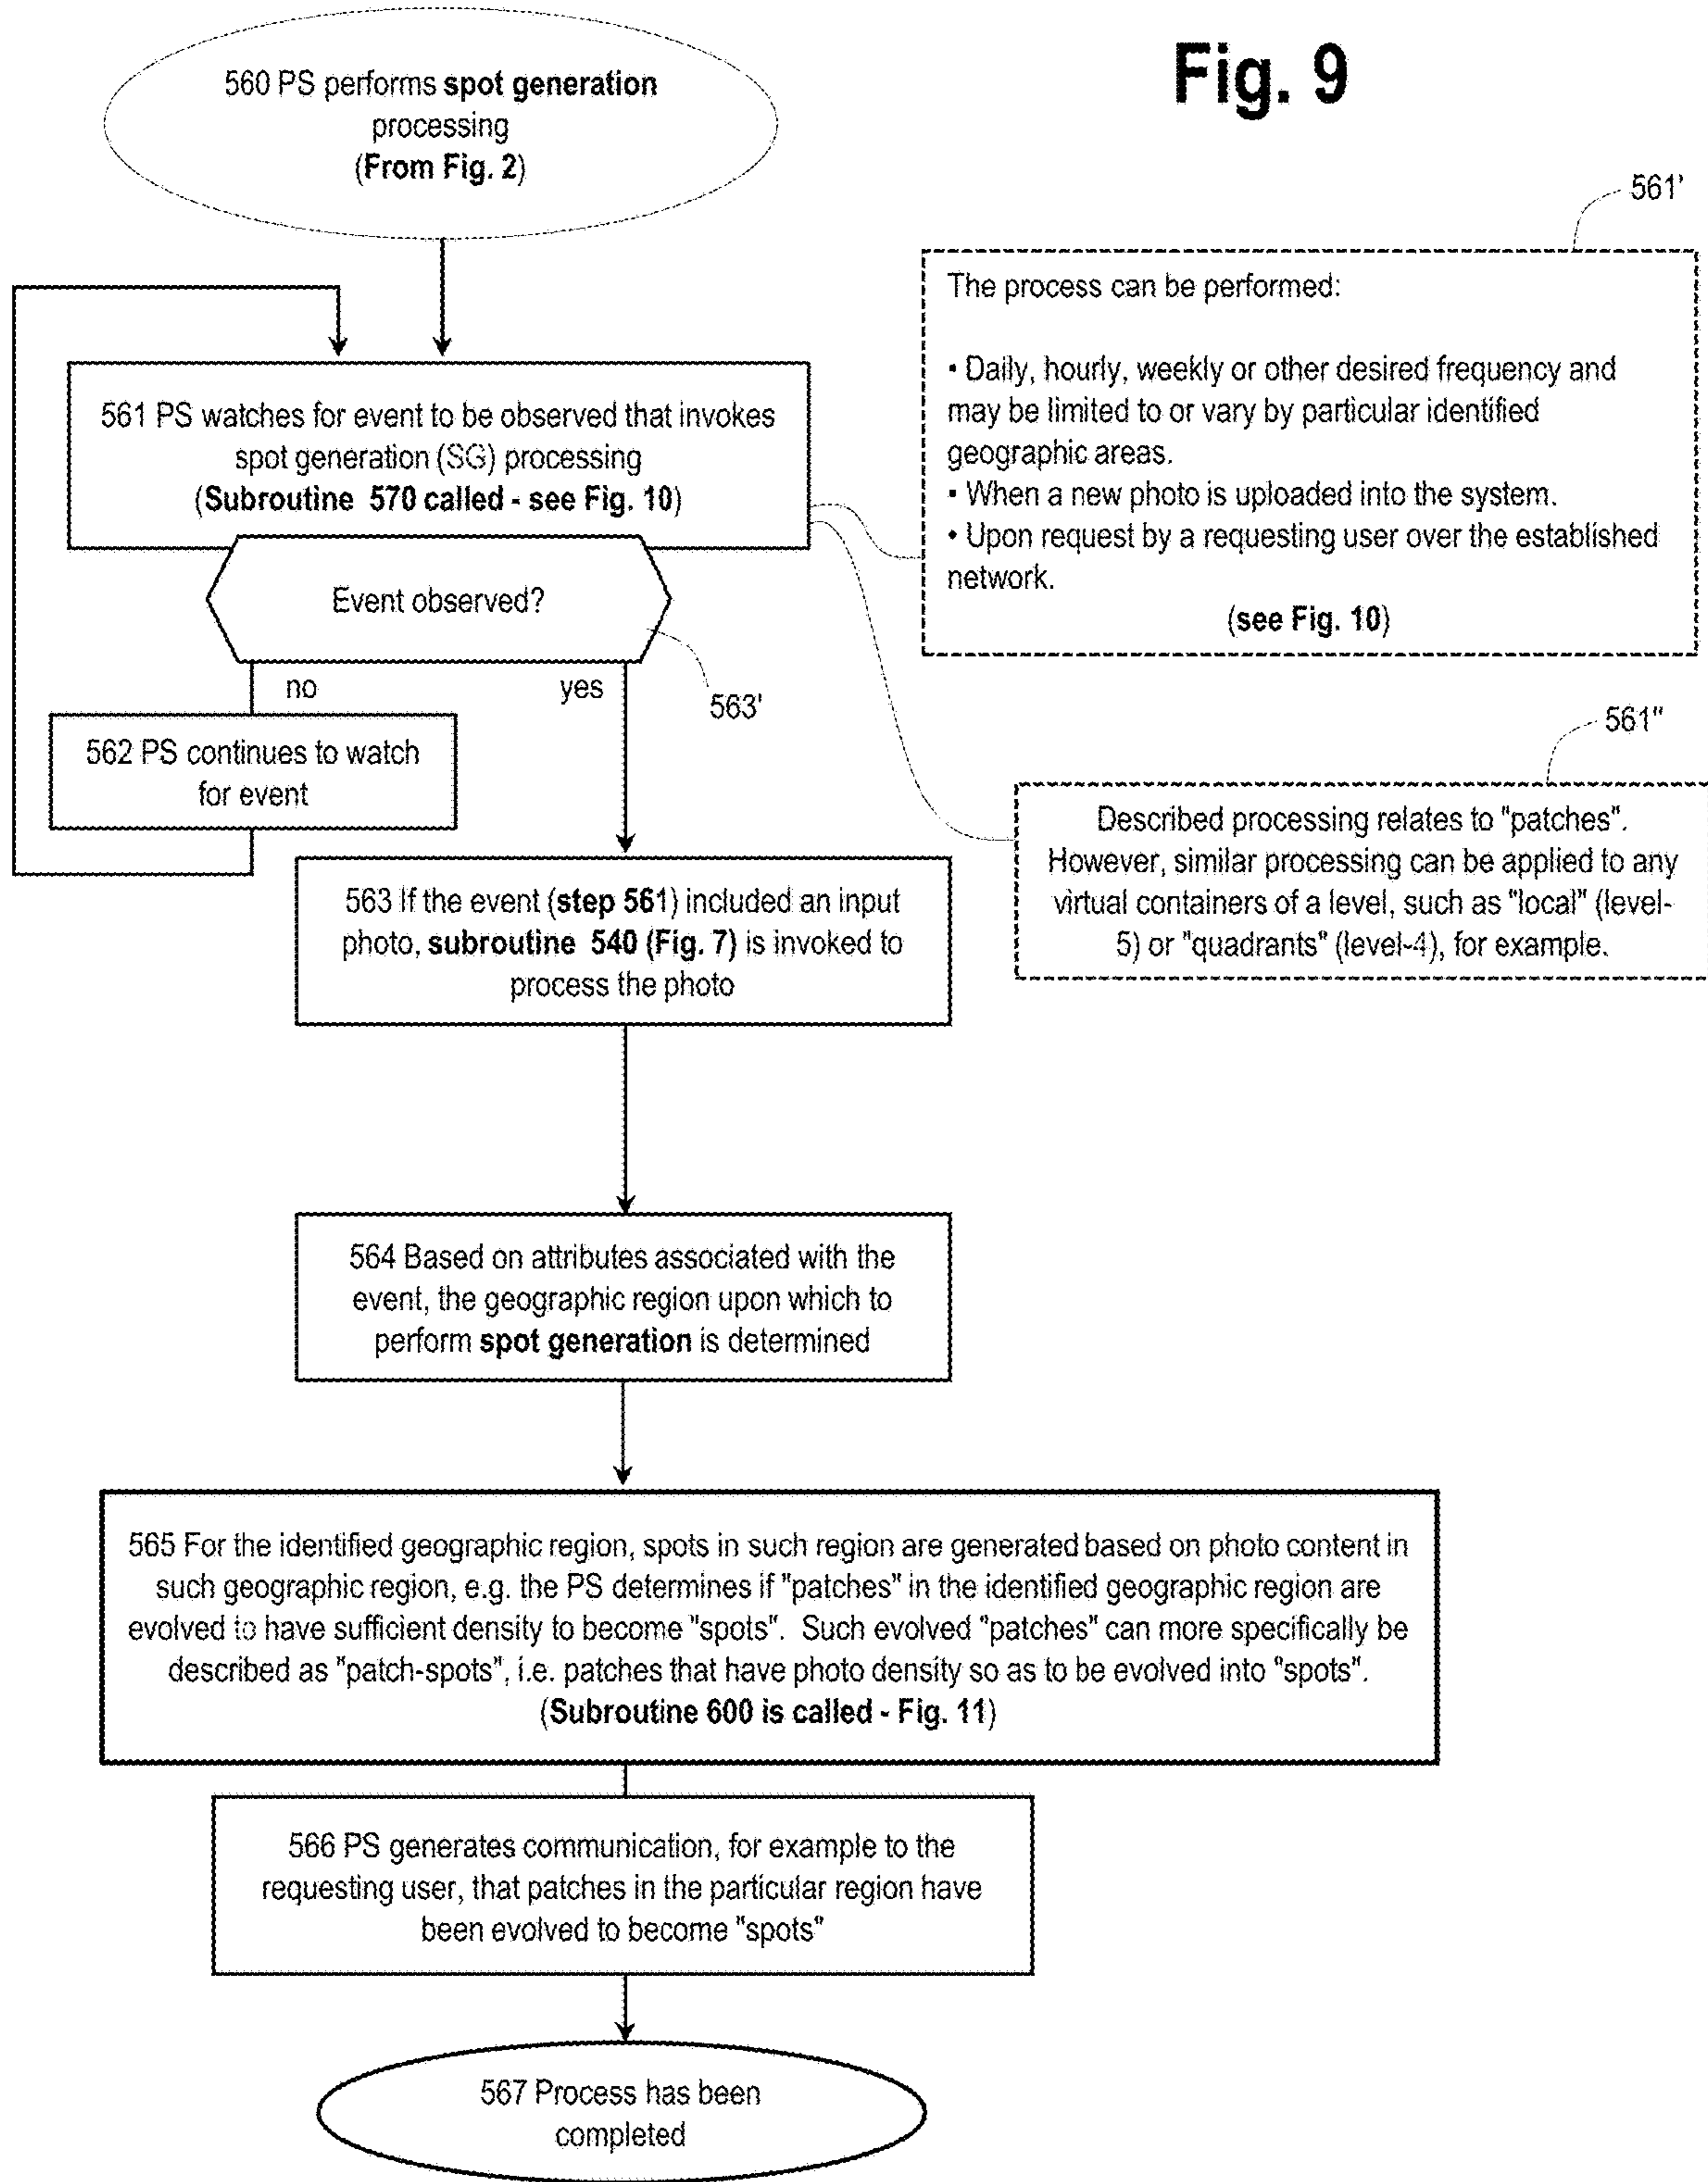 Fig. 9
560 PS performs spot generation
processing
(From Fig. 2)
561'
The process can be performed:
▪ Daily, hourly, weekly or other desired frequency and
may be limited to or vary by particular identified
geographic areas.
▪ When a new photo is uploaded into the system.
• Upon request by a requesting user over the established
network.
(see Fig. 10)
561 PS watches for event to be observed that invokes
spot generation (SG) processing
(Subroutine 570 called - see Fig. 10)
Event observed?
no
yes
563'
561"
562 PS continues to watch
for event
Described processing relates to "patches".
However, similar processing can be applied to any
virtual containers of a level, such as "local" (level-
5) or "quadrants" (level-4), for example.
563 If the event (step 561) included an input
photo, subroutine 540 (Fig. 7) is invoked to
process the photo
564 Based on attributes associated with the
event, the geographic region upon which to
perform spot generation is determined
565 For the identified geographic region, spots in such region are generated based on photo content in
such geographic region, e.g. the PS determines if "patches" in the identified geographic region are
evolved to have sufficient density to become "spots". Such evolved "patches" can more specifically be
described as "patch-spots", i.e. patches that have photo density so as to be evolved into "spots".
(Subroutine 600 is called - Fig. 11)
566 PS generates communication, for example to the
requesting user, that patches in the particular region have
been evolved to become "spots"
567 Process has been
completed